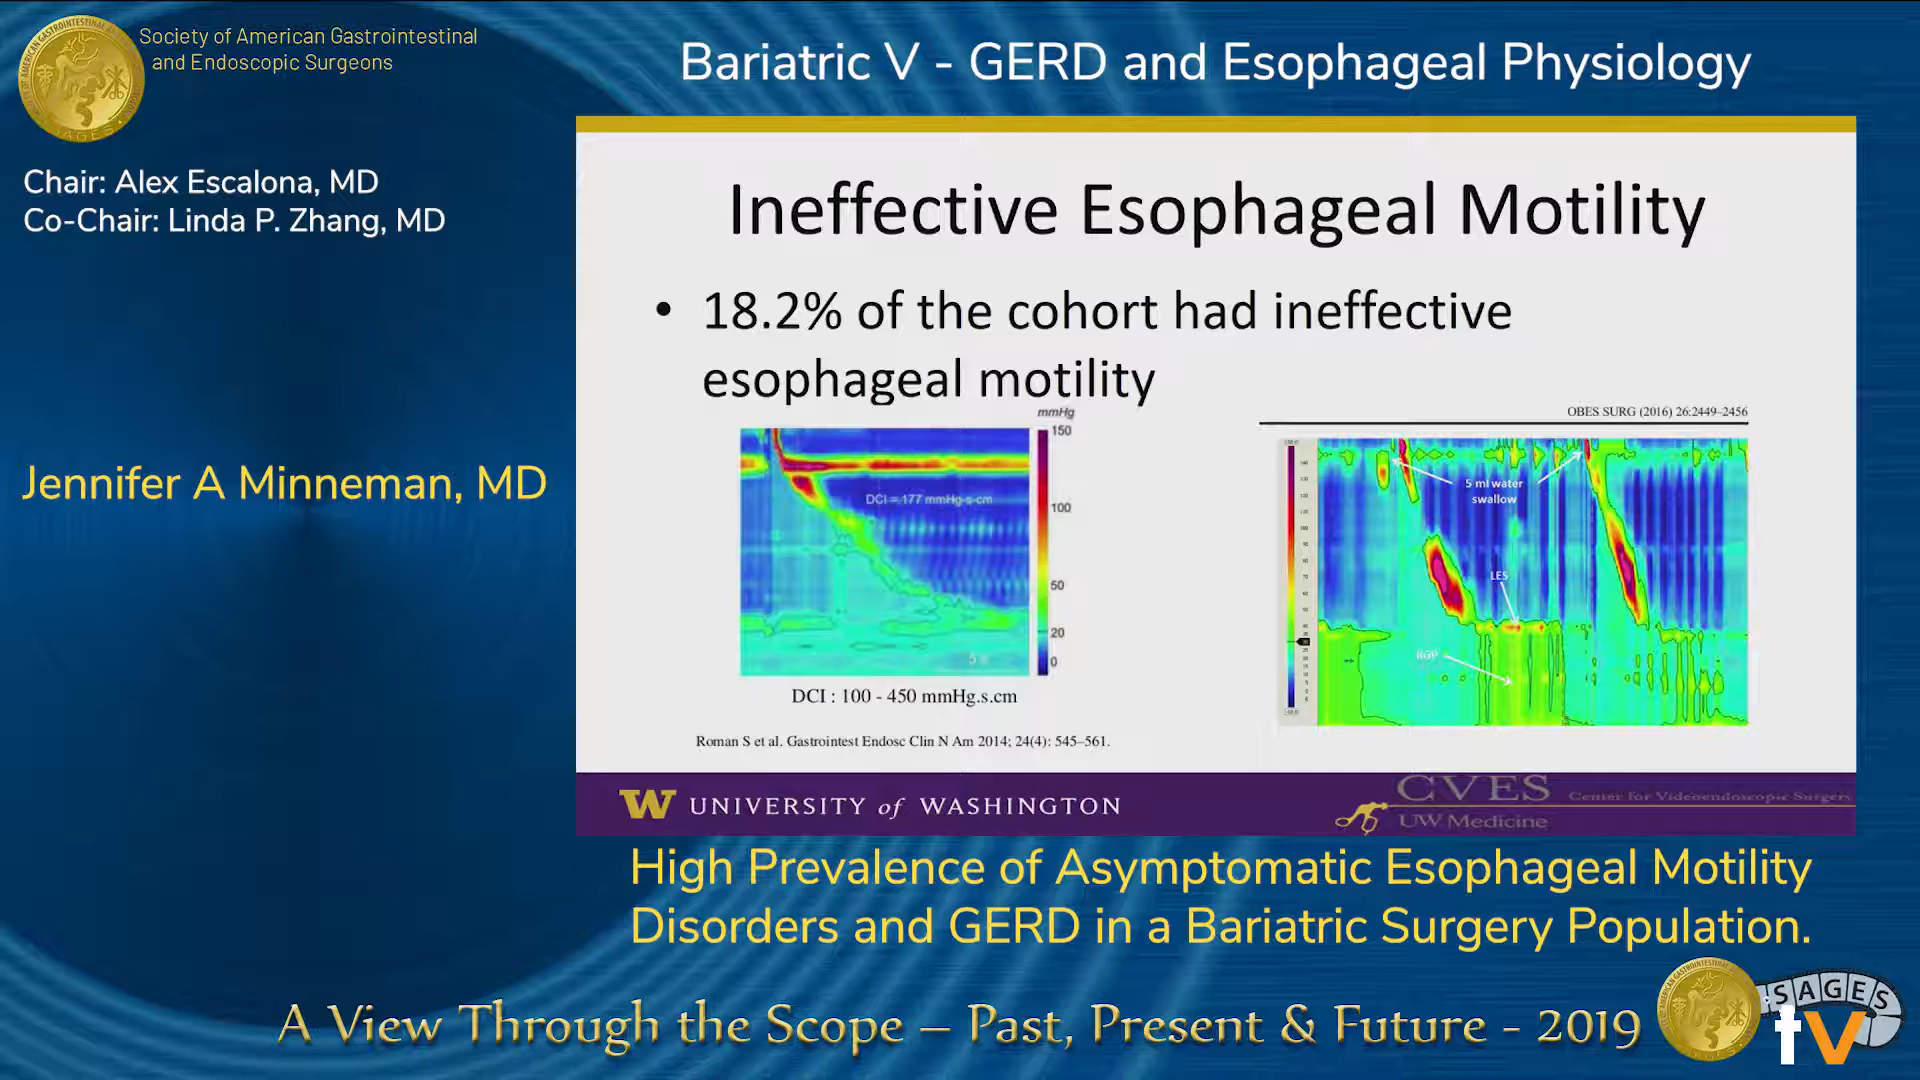 Society of American Gastrointestinal
and Endoscopic Surgeons
Bariatric V - GERD and Esophageal Physiology
Chair: Alex Escalona, MD
Co-Chair: Linda P. Zhang, MD
Jennifer A Minneman, MD
Ineffective Esophageal Motility
• 18.2% of the cohort had ineffective
esophageal motility
mmHg
150
100
50
20
0
DCI = 177 mmHg-s-cm
5 s
DCI : 100 - 450 mmHg.s.cm
Roman S et al. Gastrointest Endosc Clin N Am 2014; 24(4): 545–561.
OBES SURG (2016) 26:2449–2456
5 ml water
swallow
LES
IIGP
W UNIVERSITY of WASHINGTON
CVES Center for Videoendoscopic Surgery
UW Medicine
High Prevalence of Asymptomatic Esophageal Motility
Disorders and GERD in a Bariatric Surgery Population.
A View Through the Scope – Past, Present & Future - 2019
SAGES
tv